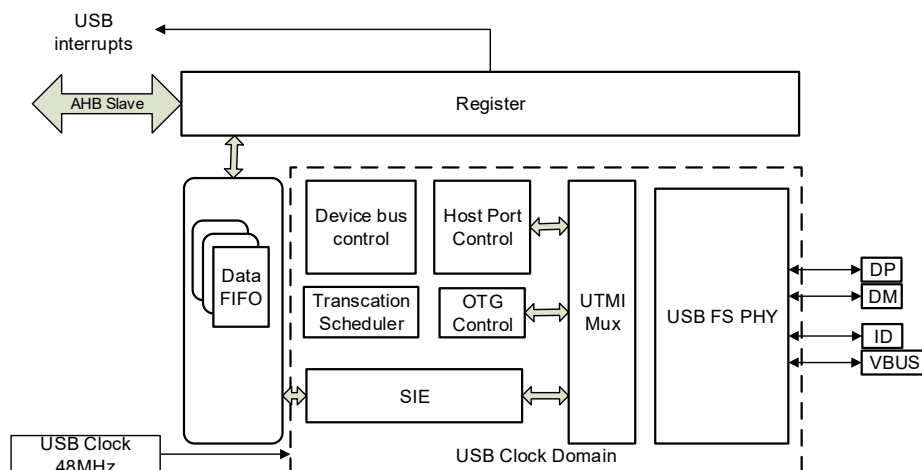 USB
interrupts
AHB Slave
Register
Device bus
control
Host Port
Control
Data
FIFO
Transcation
Scheduler
OTG
Control
UTMI
Mux
USB FS PHY
DP
DM
ID
VBUS
SIE
USB Clock
48MHz
USB Clock Domain